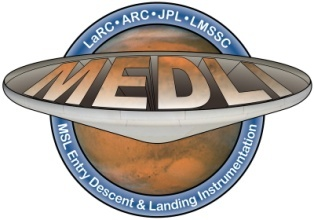 LaRC • ARC • JPL • LMSSC
MEDLI
MSL Entry Descent & Landing Instrumentation